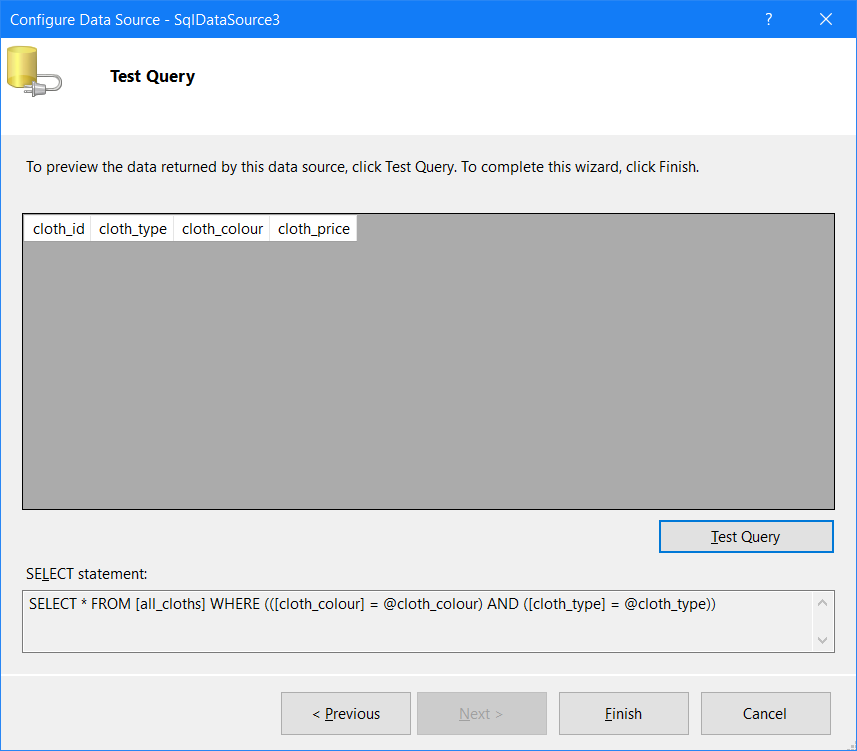 Configure Data Source - SqlDataSource3
?
Test Query
To preview the data returned by this data source, click Test Query. To complete this wizard, click Finish.
cloth_id cloth_type cloth_colour cloth_price
Test Query
SELECT statement:
SELECT * FROM [all_cloths] WHERE (([cloth_colour] = @cloth_colour) AND ([cloth_type] = @cloth_type))
< Previous Next > Finish Cancel